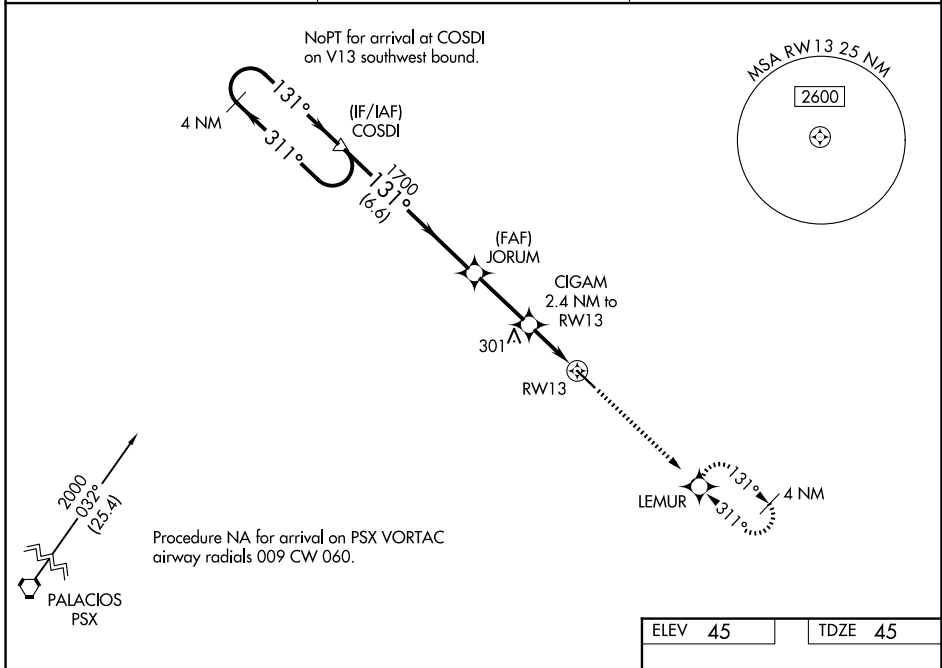 NoPT for arrival at COSDI
on V13 southwest bound.
MSA RW13 25 NM
2600
4 NM
131°
311°
(IF/IAF)
COSDI
1700
131°
(6.6)
(FAF)
JORUM
CIGAM
2.4 NM to
RW13
301
RW13
LEMUR
131°
311°
4 NM
2000
032°
(25.4)
Procedure NA for arrival on PSX VORTAC
airway radials 009 CW 060.
PALACIOS
PSX
ELEV 45
TDZE 45